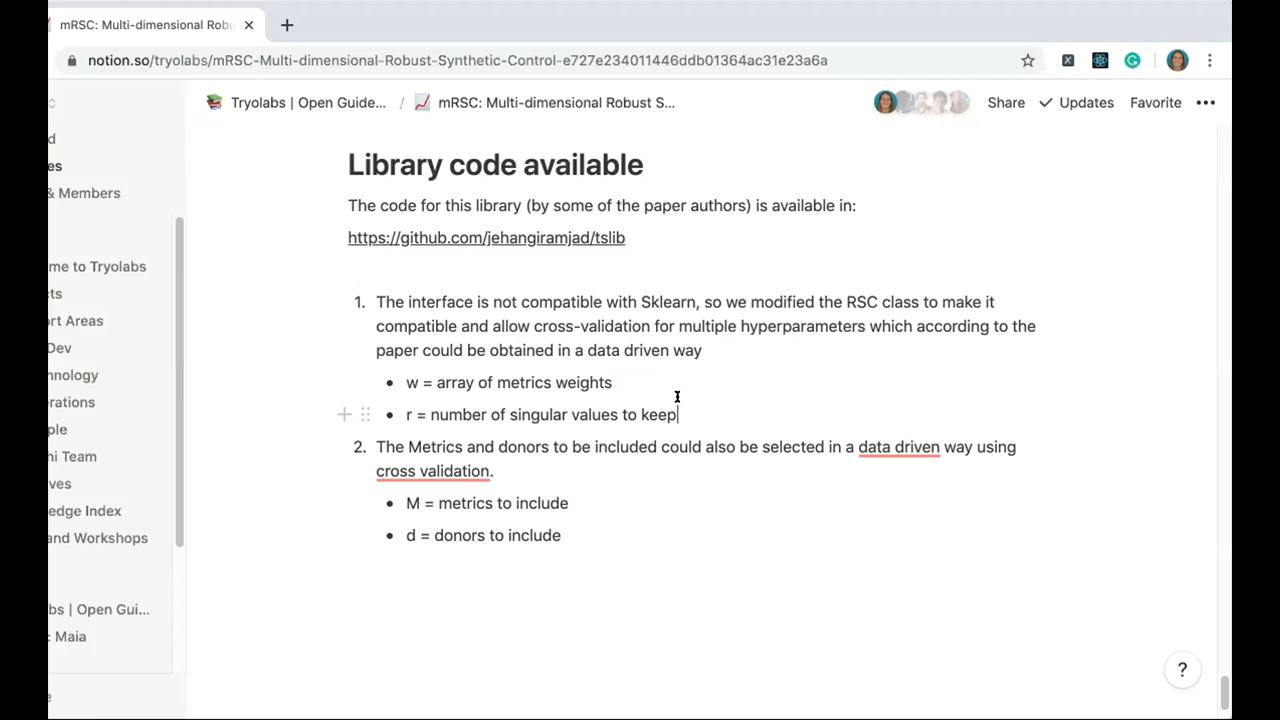 mRSC: Multi-dimensional Robu
notion.so/tryolabs/mRSC-Multi-dimensional-Robust-Synthetic-Control-e727e234011446ddb01364ac31e23a6a
Tryolabs | Open Guide... / mRSC: Multi-dimensional Robust S...
Share ✓ Updates Favorite •••
d
es
& Members
me to Tryolabs
cts
ort Areas
Dev
hnology
erations
ple
ni Team
ves
edge Index
and Workshops
bs | Open Gui...
: Maia
e
Library code available
The code for this library (by some of the paper authors) is available in:
https://github.com/jehangiramjad/tslib
1. The interface is not compatible with Sklearn, so we modified the RSC class to make it
compatible and allow cross-validation for multiple hyperparameters which according to the
paper could be obtained in a data driven way
• w = array of metrics weights
• r = number of singular values to keep
2. The Metrics and donors to be included could also be selected in a data driven way using
cross validation.
• M = metrics to include
• d = donors to include
?